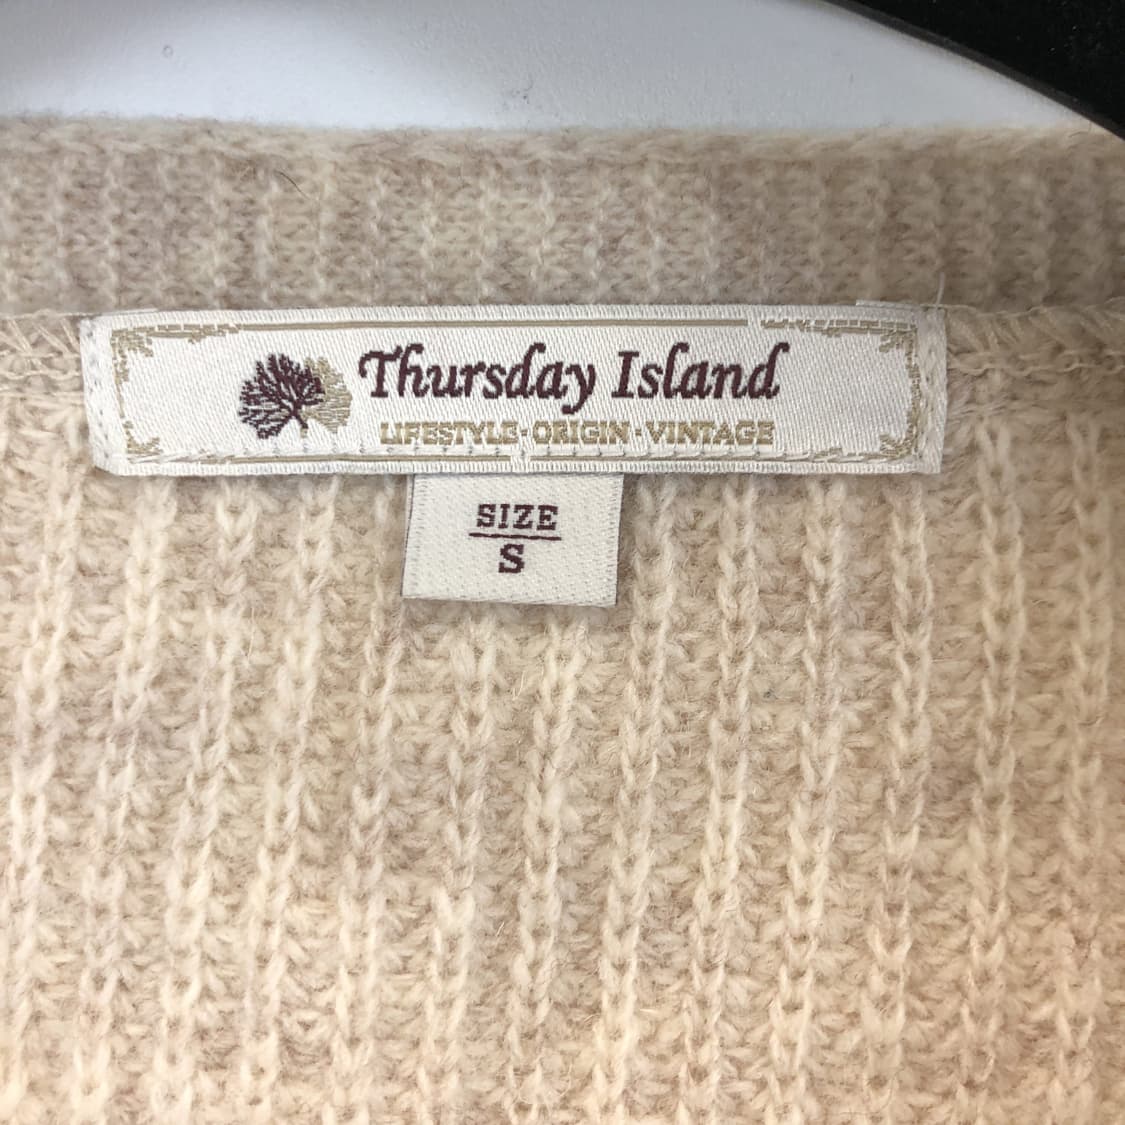 Thursday Island
LIFESTYLE·ORIGIN·VINTAGE
SIZE
S